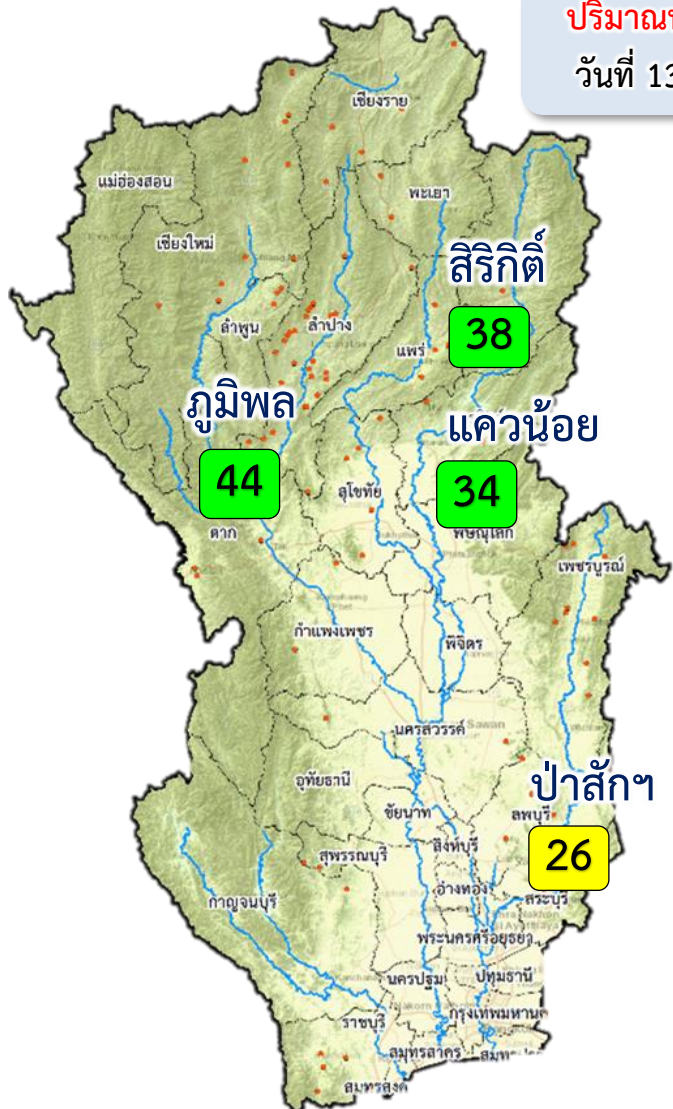 วันที่ 13
เชียงราย
แม่ฮ่องสอน
พะเยา
เชียงใหม่
สิริกิติ์
38
ลำพูน
ลำปาง
แพร่
ภูมิพล
44
แควน้อย
34
สุโขทัย
ตาก
พิษณุโลก
เพชรบูรณ์
กำแพงเพชร
พิจิตร
นครสวรรค์
Sawan
อุทัยธานี
ป่าสักฯ
26
ชัยนาท
ลพบุรี
สิงห์บุรี
สุพรรณบุรี
อ่างทอง
สระบุรี
กาญจนบุรี
พระนครศรีอยุธยา
นครปฐม
ปทุมธานี
กรุงเทพมหานค
ราชบุรี
สมุทรสาคร
สมุทรสงค